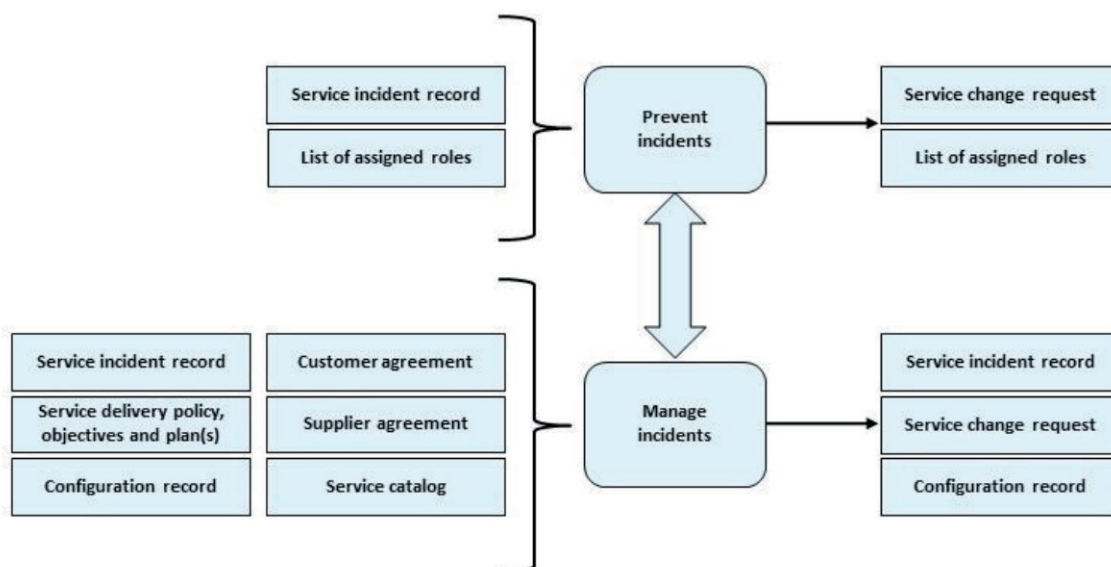 Service incident record
List of assigned roles
Prevent
incidents
Service change request
List of assigned roles
Service incident record
Service delivery policy,
objectives and plan(s)
Configuration record
Customer agreement
Supplier agreement
Service catalog
Manage
incidents
Service incident record
Service change request
Configuration record